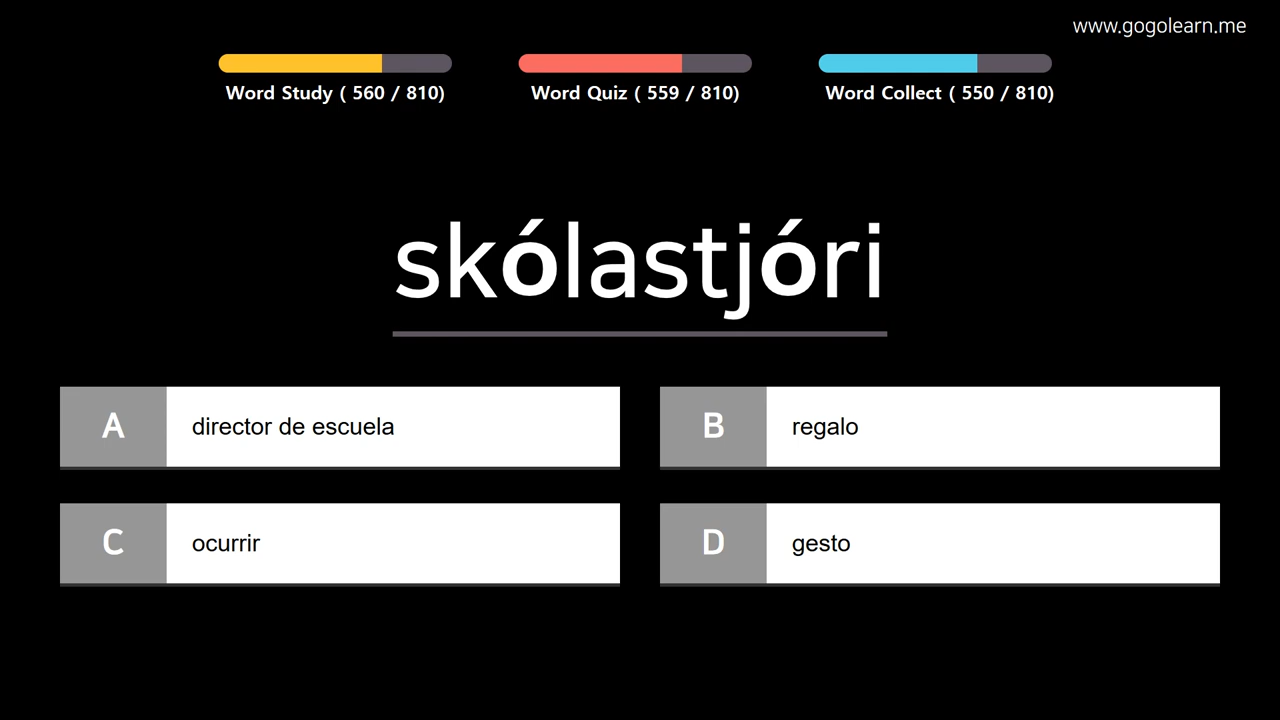 www.gogolearn.me
Word Study ( 560 / 810)
Word Quiz ( 559 / 810)
Word Collect ( 550 / 810)
skólastjóri
A director de escuela
B regalo
C ocurrir
D gesto